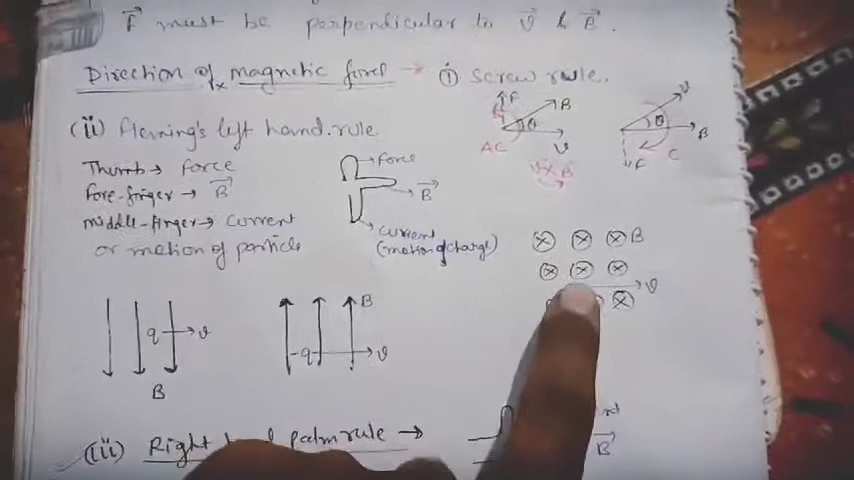 F must be perpendicular to v & B.
Direction of magnetic force → (i) screw rule.
(ii) Fleming's left hand rule.
Thumb → Force
Fore-finger → B
middle-finger → Current
or motion of particle
Force
B
current
(motion of charge)
F B θ v
AC
v×B
v θ B
F C
B
v
q v
B
B
q v
(iii) Right palm rule →
B